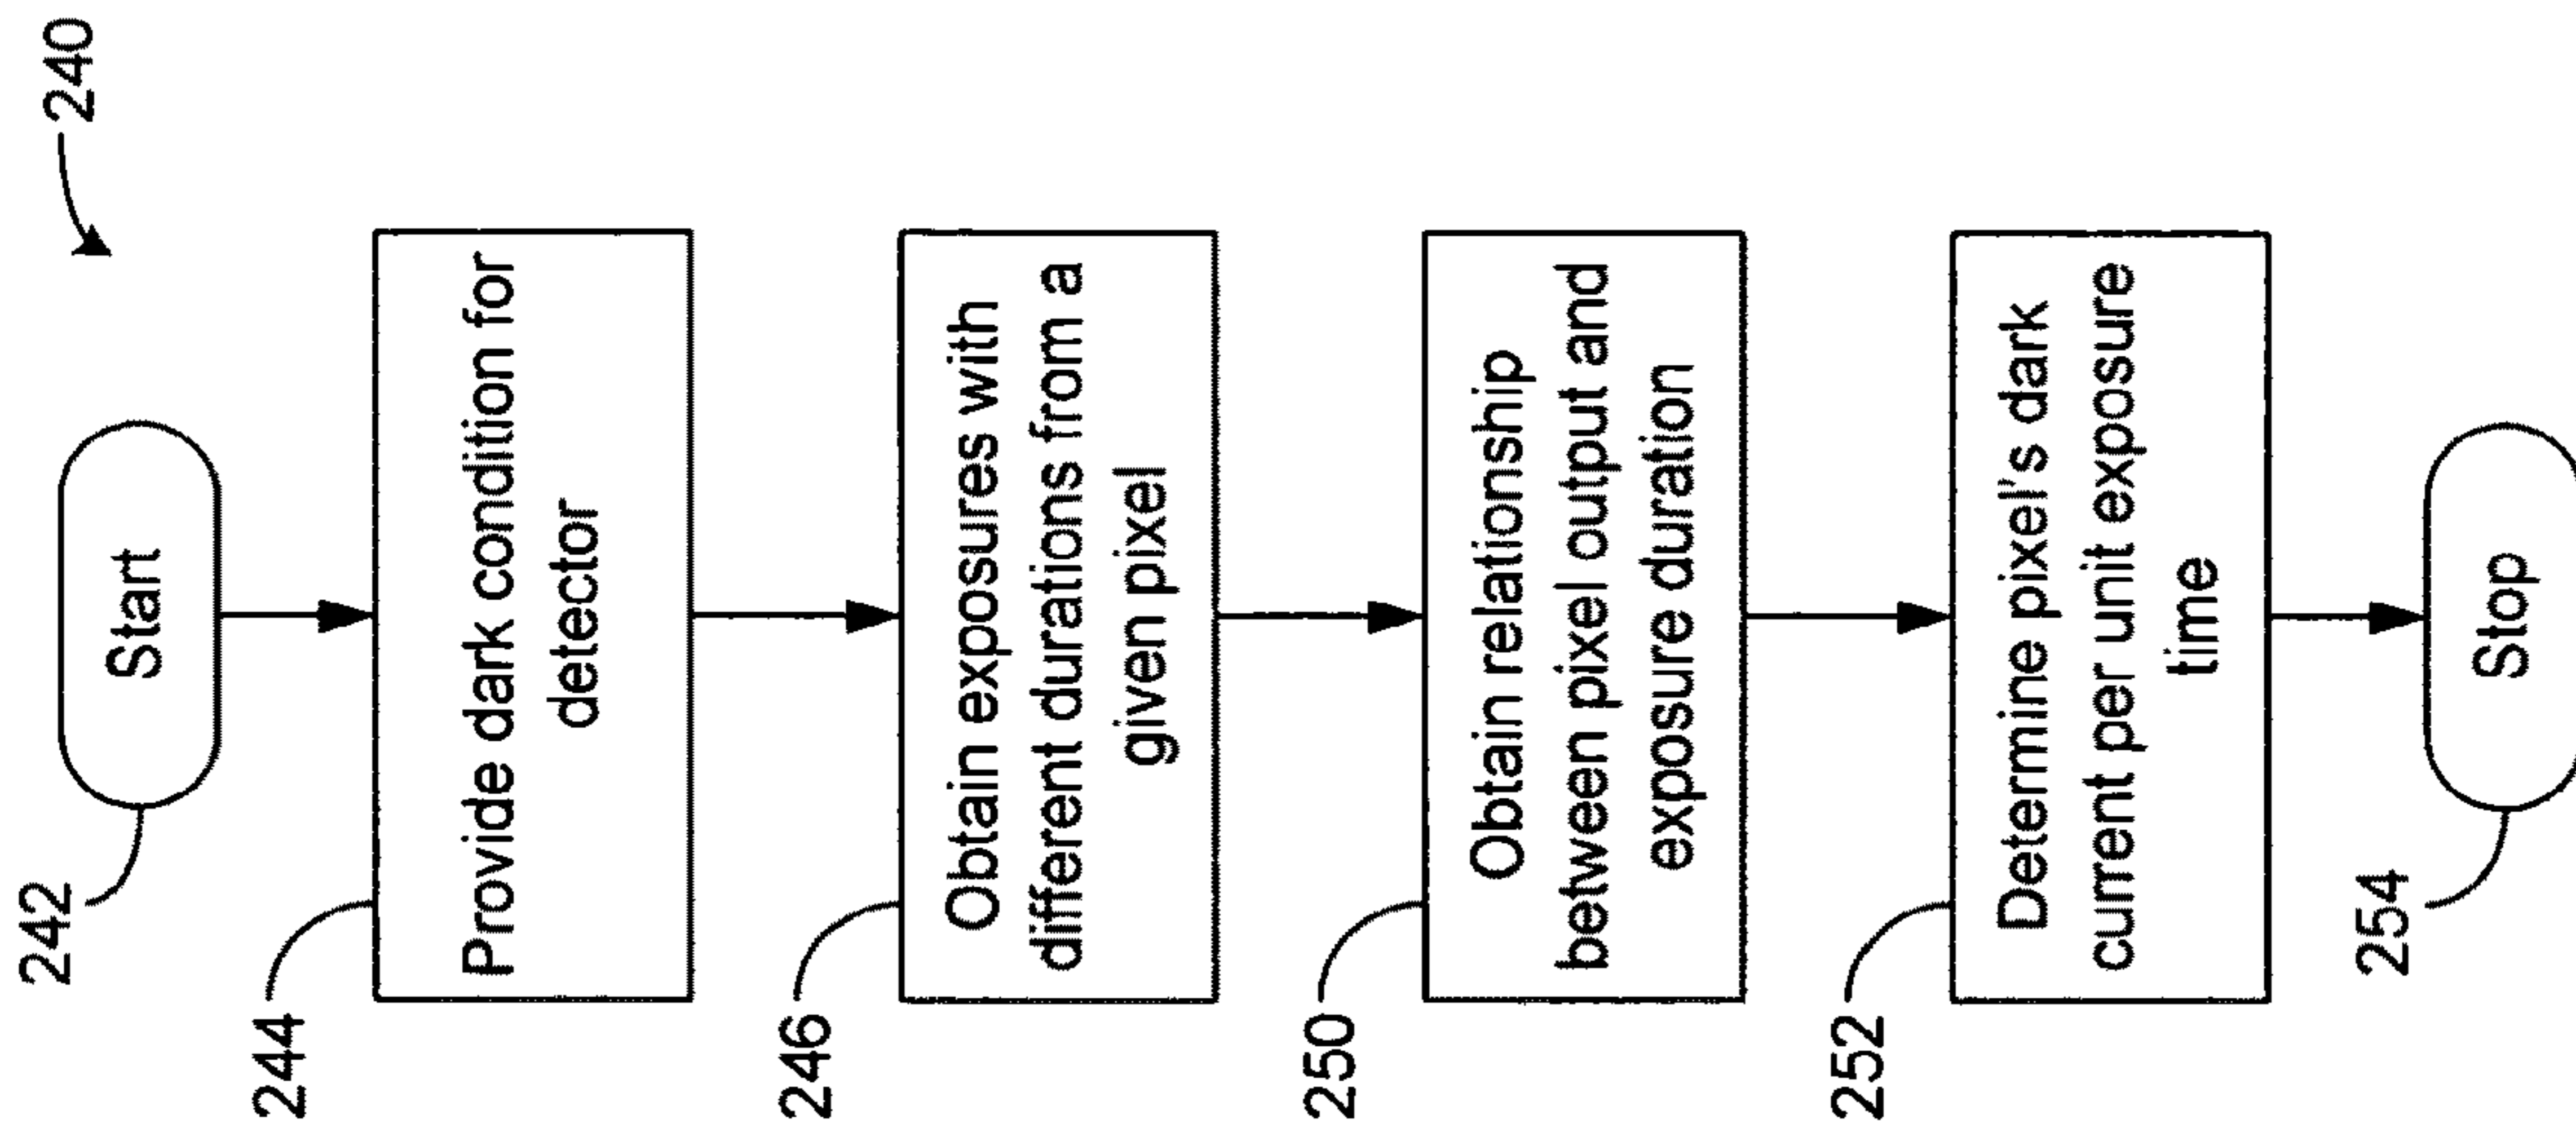 240
242
Start
244
Provide dark condition for
detector
246
Obtain exposures with
different durations from a
given pixel
250
Obtain relationship
between pixel output and
exposure duration
252
Determine pixel's dark
current per unit exposure
time
254
Stop